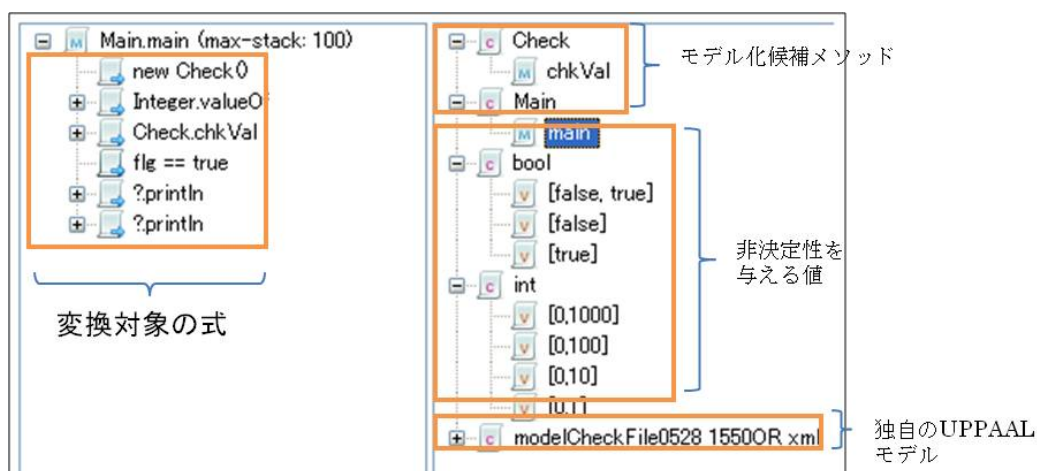 Main.main (max-stack: 100)
new Check()
Integer.valueOf
Check.chkVal
flg == true
?.println
?.println
変換対象の式
Check
chkVal
Main
main
bool
[false, true]
[false]
[true]
int
[0,1000]
[0,100]
[0,10]
[0,1]
modelCheckFile0528 1550OR xml
モデル化候補メソッド
非決定性を
与える値
独自のUPPAAL
モデル